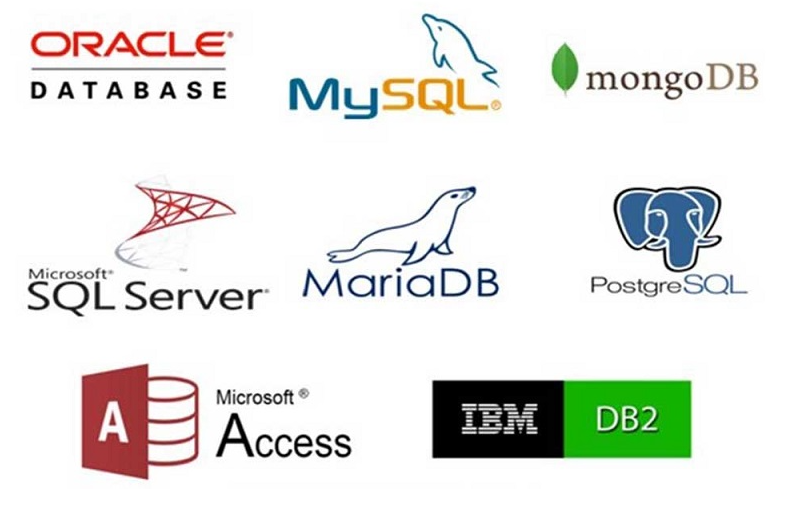 ORACLE®
DATABASE
MySQL®
mongoDB
Microsoft®
SQL Server®
MariaDB
PostgreSQL
A
Microsoft®
Access
IBM DB2